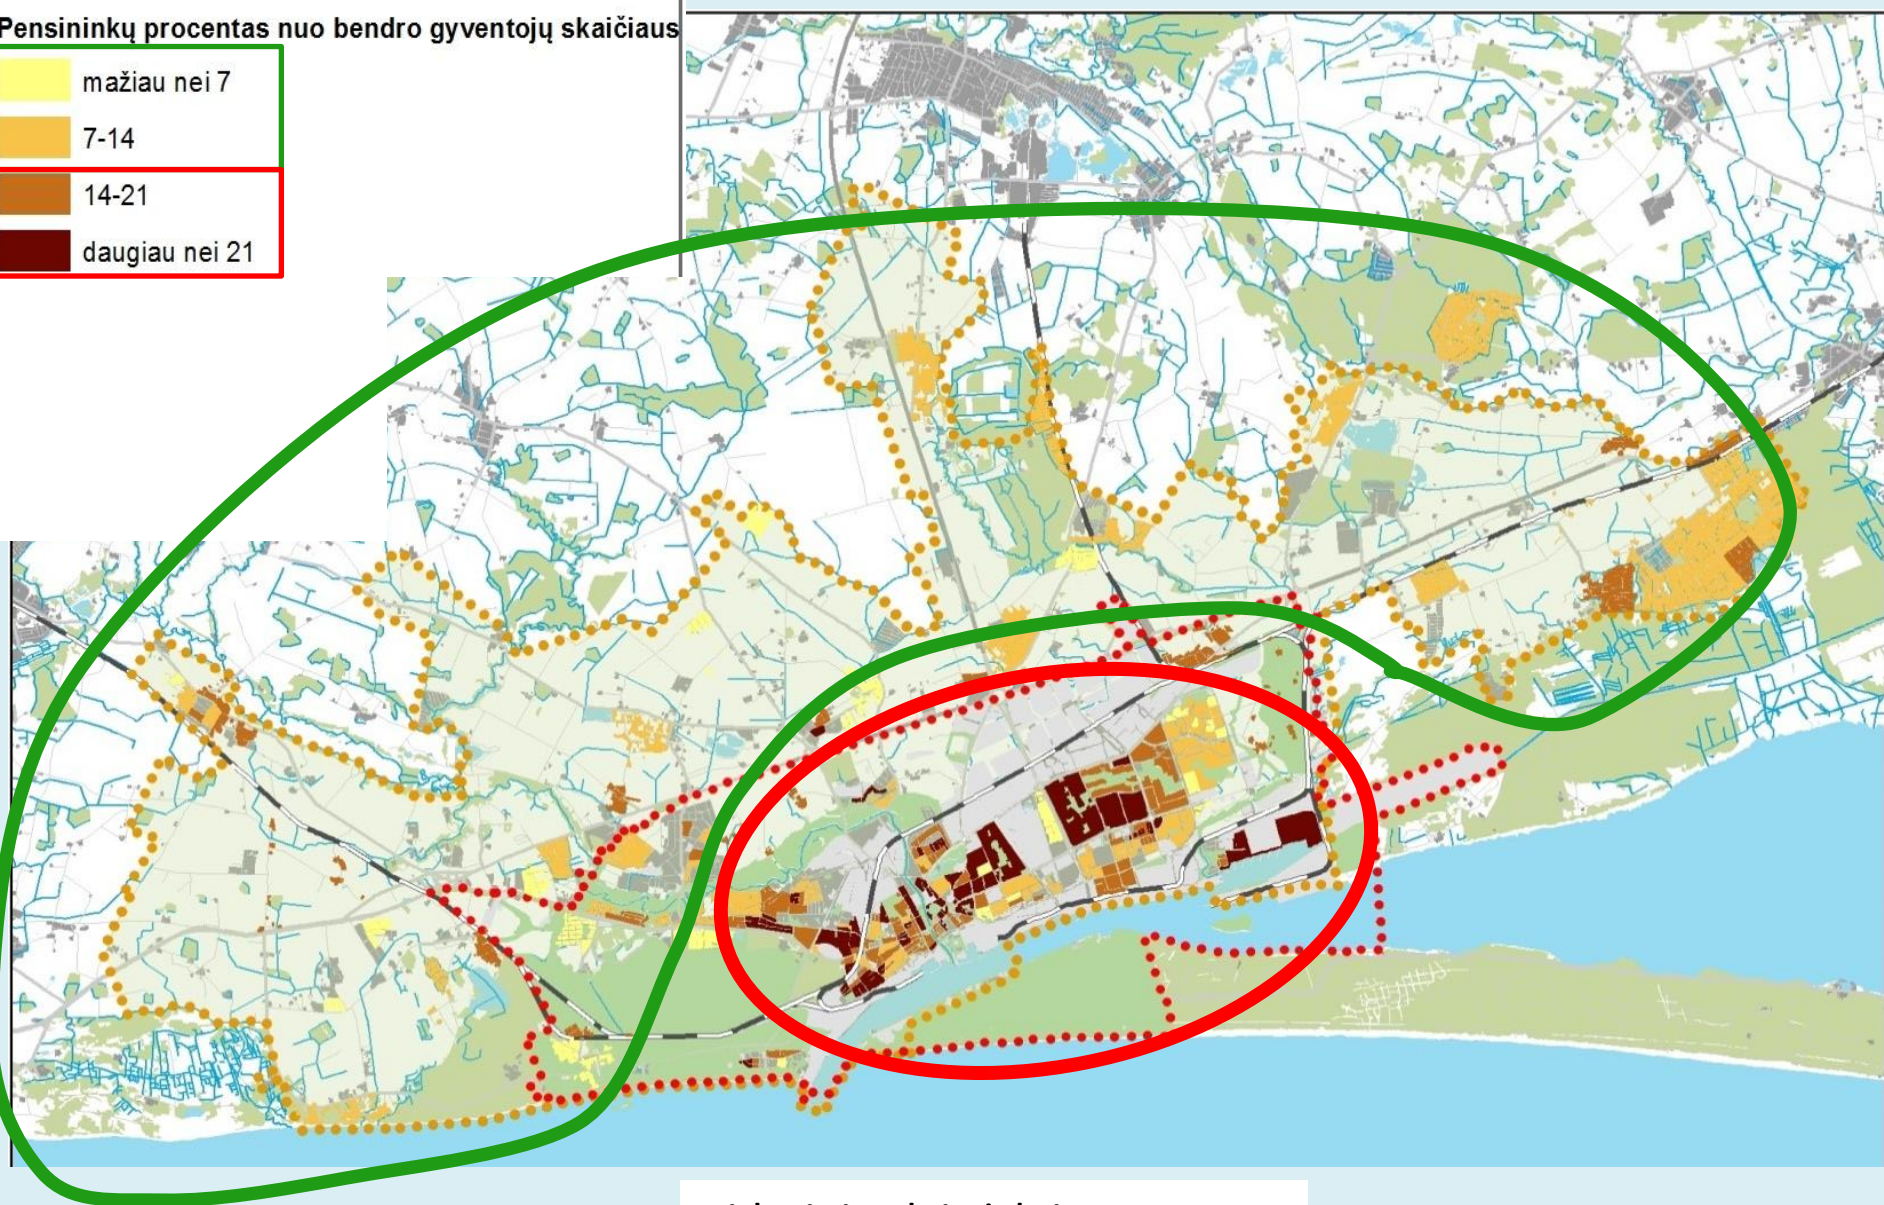 Pensininkų procentas nuo bendro gyventojų skaičiaus
mažiau nei 7
7-14
14-21
daugiau nei 21